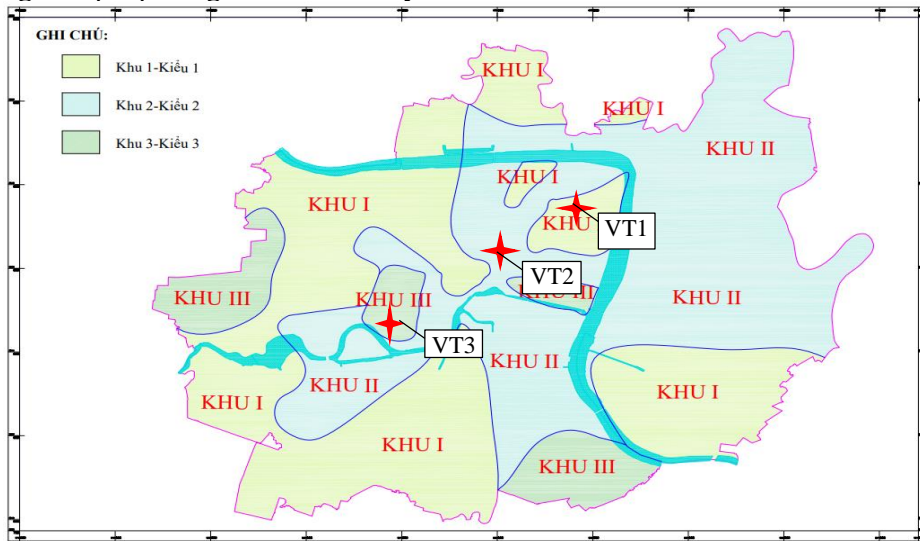 GHI CHÚ:
Khu 1-Kiểu 1
Khu 2-Kiểu 2
Khu 3-Kiểu 3
KHU I
KHU I
KHU II
KHU I
KHU I
KHU
VT1
VT2
KHU III
KHU III
KHU III
KHU II
VT3
KHU II
KHU II
KHU I
KHU I
KHU I
KHU III